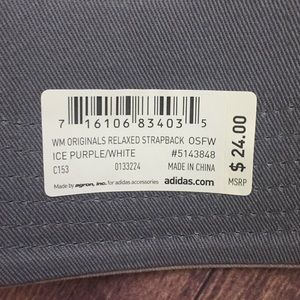 7 16106 83403 5
WM ORIGINALS RELAXED STRAPBACK OSFW
ICE PURPLE/WHITE #5143848
C153 0133224 MADE IN CHINA
Made by agron, inc. for adidas accessories adidas.com
$ 24.00
MSRP